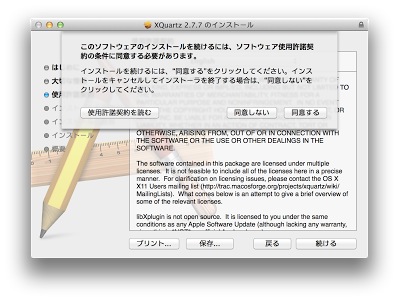 XQuartz 2.7.7 のインストール
このソフトウェアのインストールを続けるには、ソフトウェア使用許諾契
約の条件に同意する必要があります。
インストールを続けるには、"同意する"をクリックしてください。インス
トールをキャンセルしてインストーラを終了する場合は、"同意しない"を
クリックしてください。
使用許諾契約を読む
同意しない
同意する
はじ
大切
使用
イン
イン
インストール
概要
OTHERWISE, ARISING FROM, OUT OF OR IN CONNECTION
WITH THE SOFTWARE OR THE USE OR OTHER DEALINGS IN THE
SOFTWARE.
The software contained in this package are licensed under multiple
licenses. It is not feasible to include all of the licenses here in a precise
manner. For clarification on licensing issues, please contact the OS X
X11 Users mailing list (http://trac.macosforge.org/projects/xquartz/wiki/
MailingLists). What comes below is an attempt to give a brief overview of
some of the relevant licenses.
libXplugin is not open source. It is licensed to you under the same
conditions as any Apple Software Update (although lacking any warranty,
プリント...
保存...
戻る
続ける